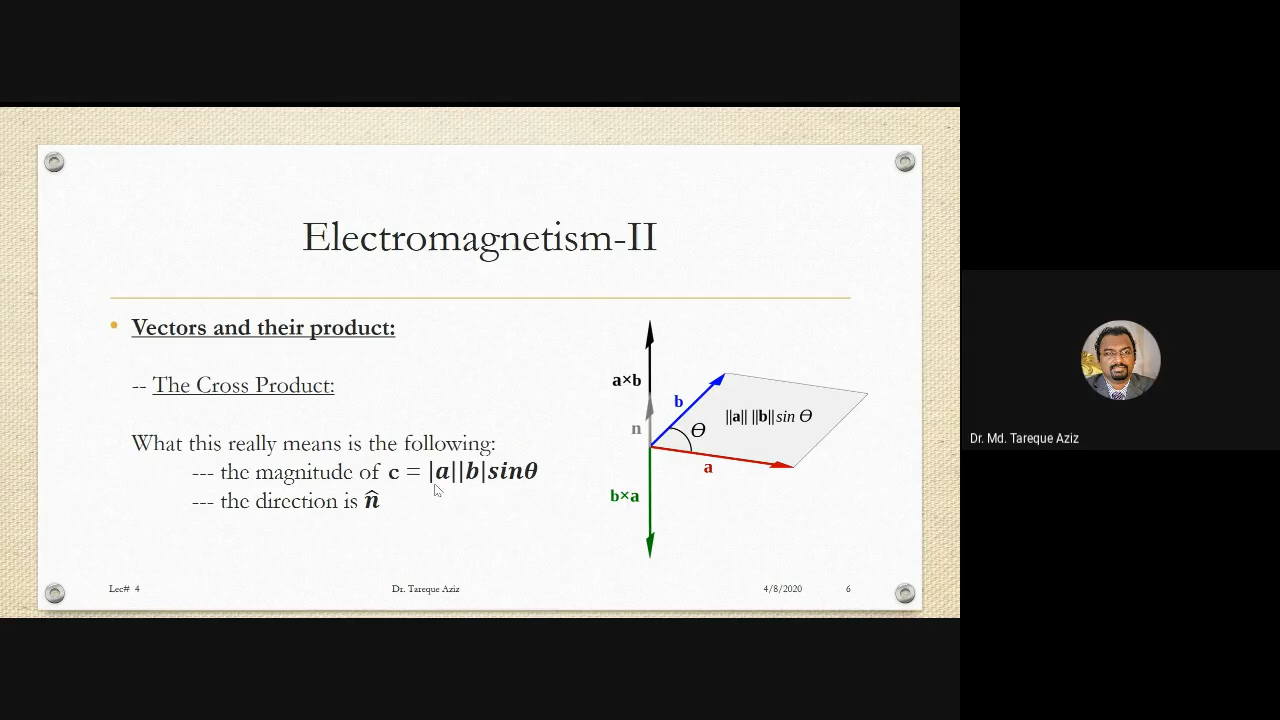 Electromagnetism-II
• Vectors and their product:
-- The Cross Product:
What this really means is the following:
--- the magnitude of c = |a||b|sinθ
--- the direction is n̂
a×b
n
b
θ
||a|| ||b|| sin θ
a
b×a
Lec# 4 Dr. Tareque Aziz 4/8/2020 6
Dr. Md. Tareque Aziz